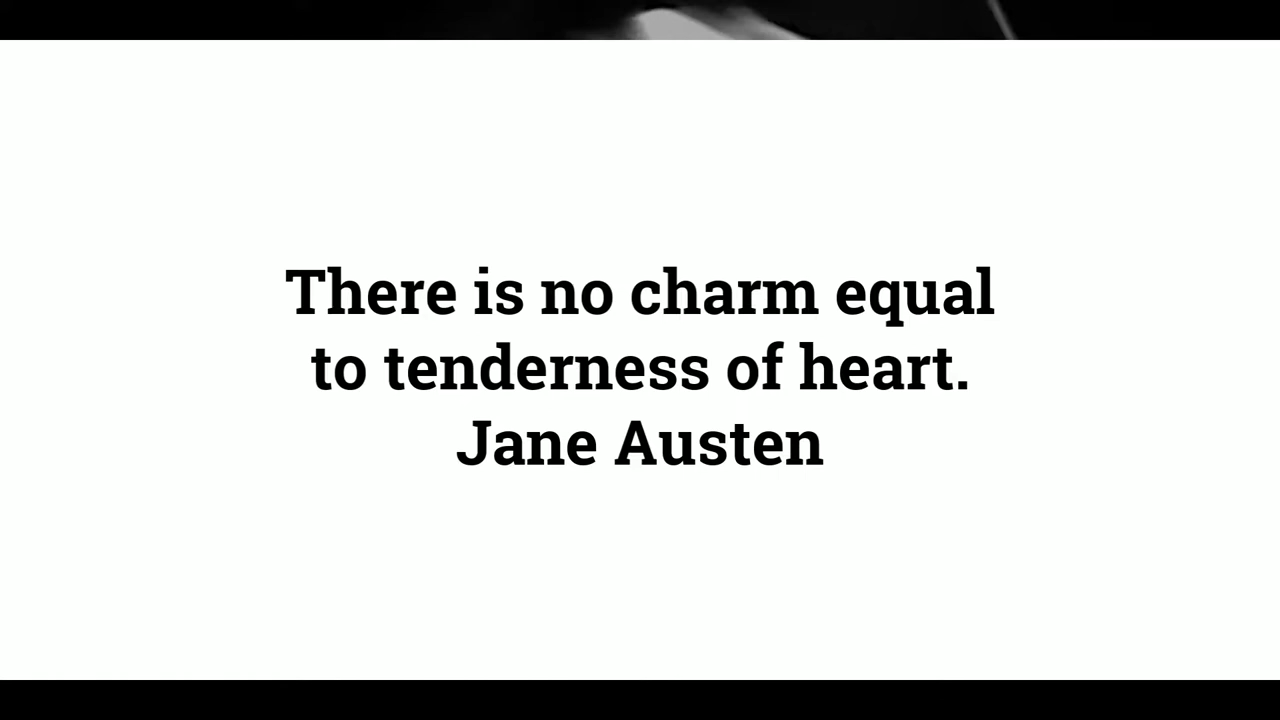 There is no charm equal
to tenderness of heart.
Jane Austen